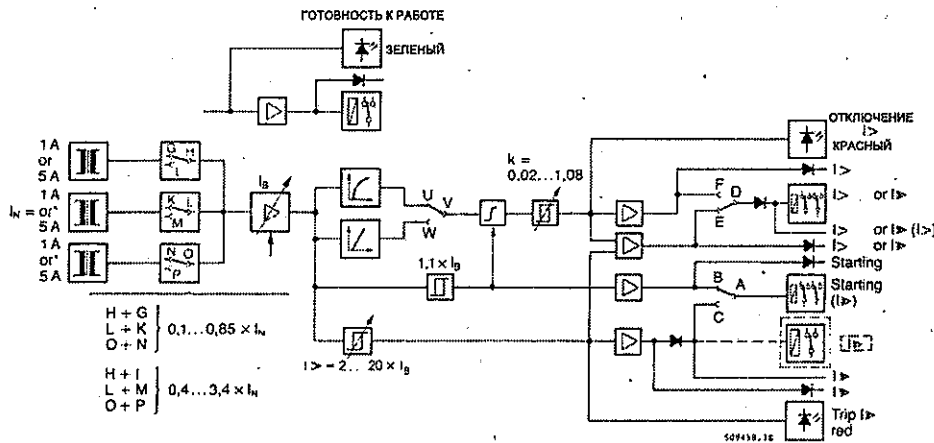 ГОТОВНОСТЬ К РАБОТЕ
ЗЕЛЕНЫЙ
ОТКЛЮЧЕНИЕ
I>
КРАСНЫЙ
k =
0,02...1,08
1 A
or
5 A
I_N =
1 A
or
5 A
1 A
or
5 A
G
H
I
K
L
M
N
O
P
I_B
U
V
W
1,1 × I_B
I> = 2... 20 × I_B
F
D
E
I>
I> or I≫
I> or I≫ (I>)
I> or I≫
Starting
B
A
C
Starting
(I≫)
I≫
I≫
I≫
Trip I≫
red
H + G
L + K
O + N
0,1...0,85 × I_N
H + I
L + M
O + P
0,4...3,4 × I_N